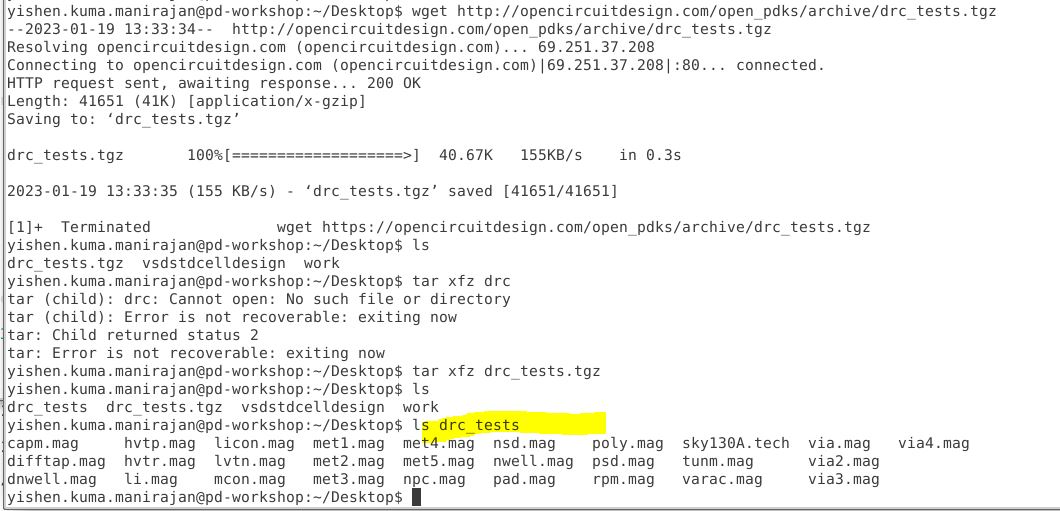 yishen.kuma.manirajan@pd-workshop:~/Desktop$ wget http://opencircuitdesign.com/open_pdks/archive/drc_tests.tgz
--2023-01-19 13:33:34--  http://opencircuitdesign.com/open_pdks/archive/drc_tests.tgz
Resolving opencircuitdesign.com (opencircuitdesign.com)... 69.251.37.208
Connecting to opencircuitdesign.com (opencircuitdesign.com)|69.251.37.208|:80... connected.
HTTP request sent, awaiting response... 200 OK
Length: 41651 (41K) [application/x-gzip]
Saving to: ‘drc_tests.tgz’
drc_tests.tgz       100%[===================>]  40.67K   155KB/s    in 0.3s
2023-01-19 13:33:35 (155 KB/s) - ‘drc_tests.tgz’ saved [41651/41651]
[1]+  Terminated              wget https://opencircuitdesign.com/open_pdks/archive/drc_tests.tgz
yishen.kuma.manirajan@pd-workshop:~/Desktop$ ls
drc_tests.tgz  vsdstdcelldesign  work
yishen.kuma.manirajan@pd-workshop:~/Desktop$ tar xfz drc
tar (child): drc: Cannot open: No such file or directory
tar (child): Error is not recoverable: exiting now
tar: Child returned status 2
tar: Error is not recoverable: exiting now
yishen.kuma.manirajan@pd-workshop:~/Desktop$ tar xfz drc_tests.tgz
yishen.kuma.manirajan@pd-workshop:~/Desktop$ ls
drc_tests  drc_tests.tgz  vsdstdcelldesign  work
yishen.kuma.manirajan@pd-workshop:~/Desktop$ ls drc_tests
capm.mag     hvtp.mag  licon.mag  met1.mag  met4.mag  nsd.mag    poly.mag  sky130A.tech  via.mag   via4.mag
difftap.mag  hvtr.mag  lvtn.mag   met2.mag  met5.mag  nwell.mag  psd.mag   tunm.mag      via2.mag
dnwell.mag   li.mag    mcon.mag   met3.mag  npc.mag   pad.mag    rpm.mag   varac.mag     via3.mag
yishen.kuma.manirajan@pd-workshop:~/Desktop$